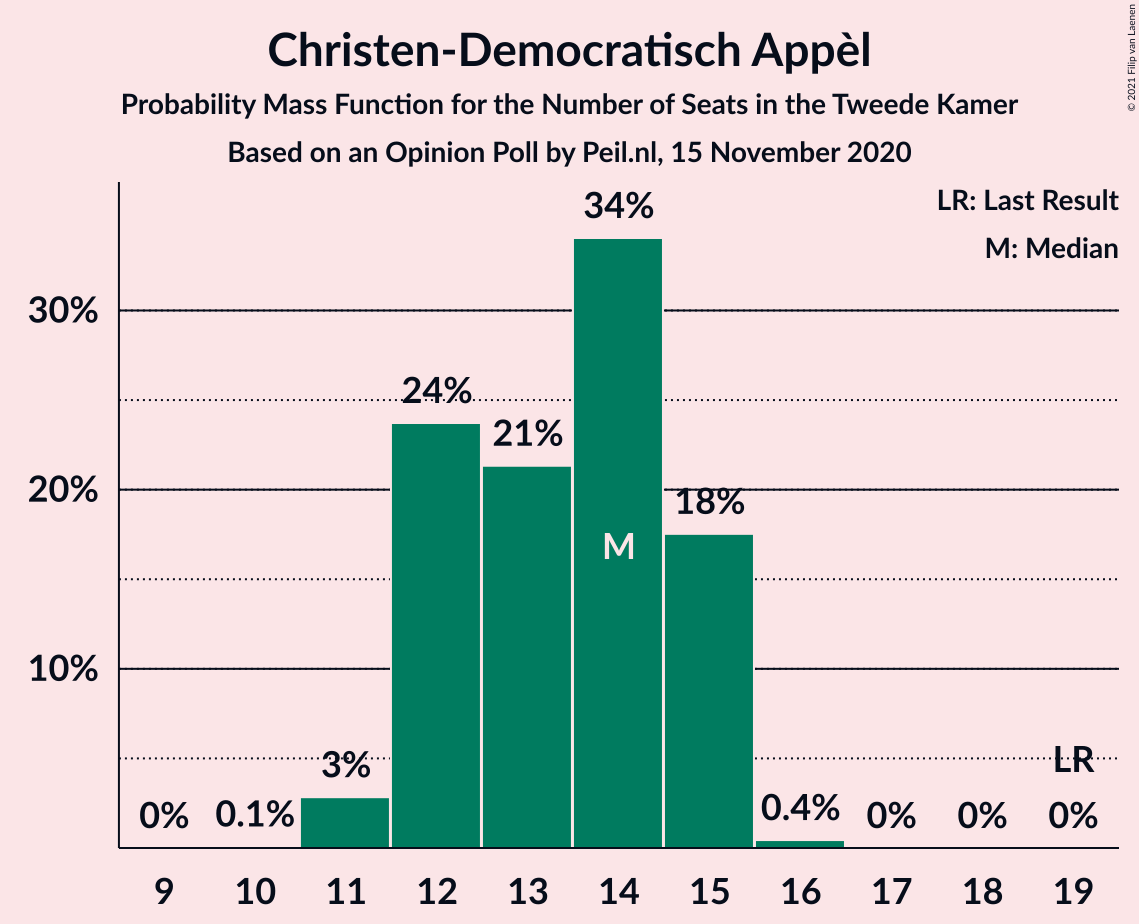 Christen-Democratisch Appèl
Probability Mass Function for the Number of Seats in the Tweede Kamer
Based on an Opinion Poll by Peil.nl, 15 November 2020
© 2021 Filip van Laenen
LR: Last Result
M: Median
34%
30%
24%
21%
20%
18%
M
10%
3%
LR
0%
0.1%
0.4%
0%
0%
0%
9 10 11 12 13 14 15 16 17 18 19